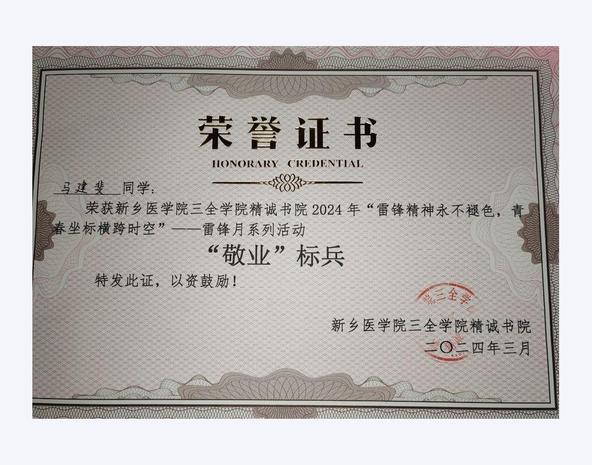 荣誉证书
HONORARY CREDENTIAL
马建斐 同学：
荣获新乡医学院三全学院精诚书院2024年“雷锋精神永不褪色，青
春坐标横跨时空”——雷锋月系列活动
“敬业”标兵
特发此证，以资鼓励！
三全学
新乡医学院三全学院精诚书院
二〇二四年三月